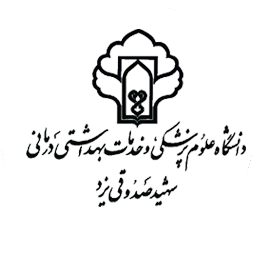 دانشگاه علوم پزشکی و خدمات بهداشتی درمانی
شهید صدوقی یزد